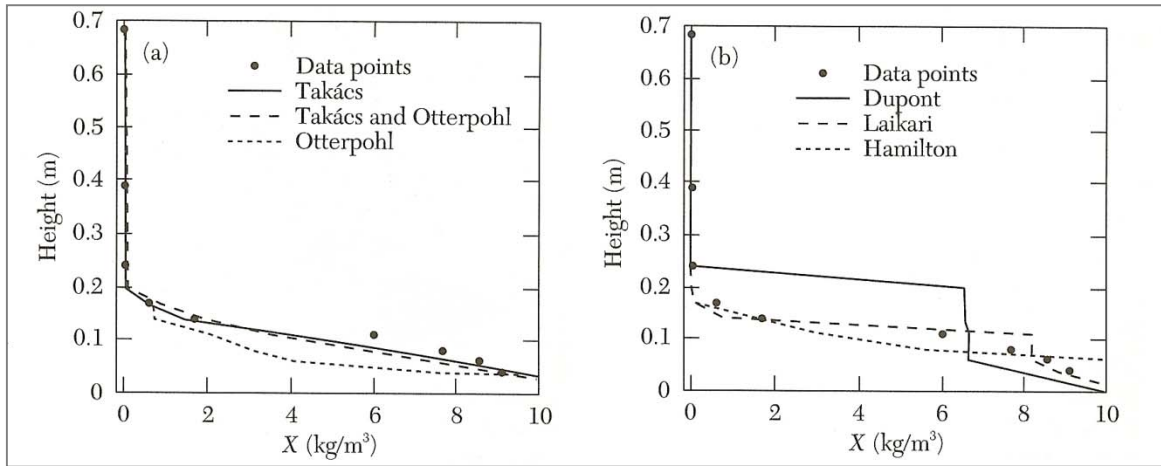 0.7
0.6
0.5
0.4
0.3
0.2
0.1
0
Height (m)
(a)
Data points
Takács
Takács and Otterpohl
Otterpohl
0 2 4 6 8 10
X (kg/m³)
0.7
0.6
0.5
0.4
0.3
0.2
0.1
0
Height (m)
(b)
Data points
Dupont
Laikari
Hamilton
0 2 4 6 8 10
X (kg/m³)